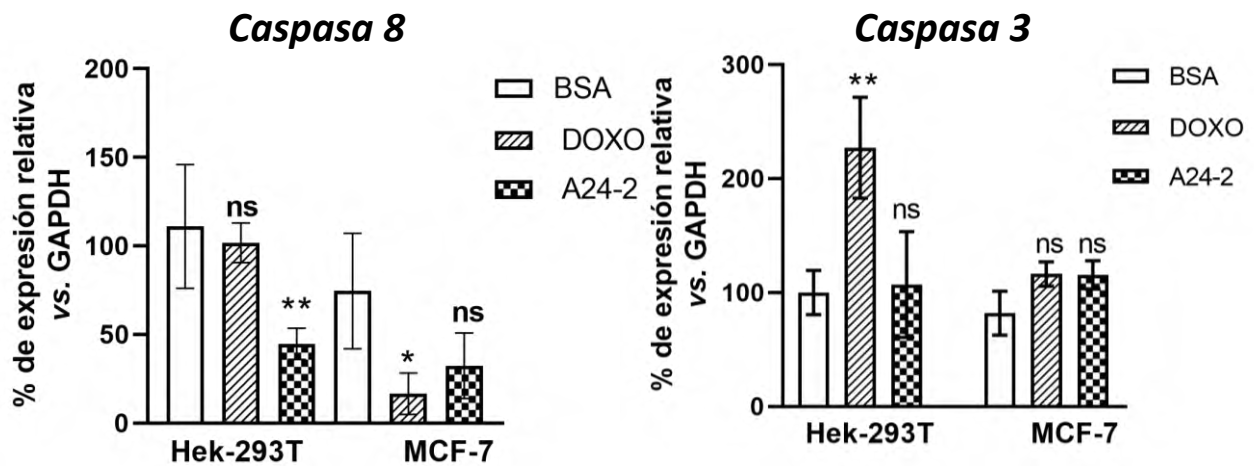 Caspasa 8
% de expresión relativa
vs. GAPDH
200
150
100
50
0
ns
**
*
ns
Hek-293T
MCF-7
BSA
DOXO
A24-2
Caspasa 3
% de expresión relativa
vs. GAPDH
300
200
100
0
**
ns
ns
ns
Hek-293T
MCF-7
BSA
DOXO
A24-2